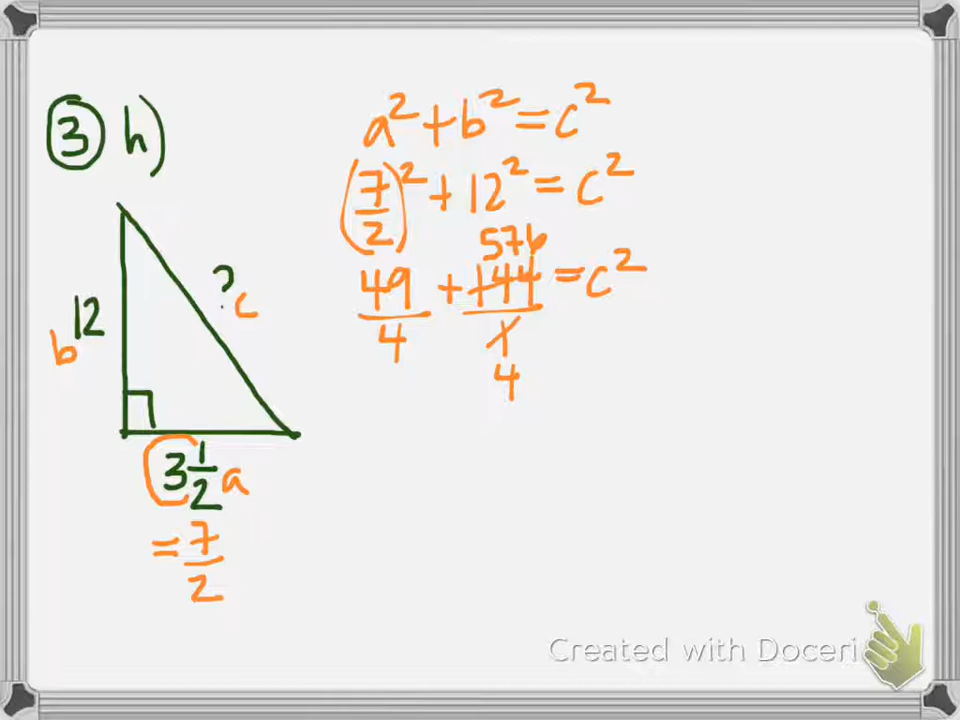 ③ h)
a² + b² = c²
(7/2)² + 12² = c²
576
49/4 + 144/1 = c²
4
?
c
12
b
3 1/2 a
= 7/2
Created with Doceri